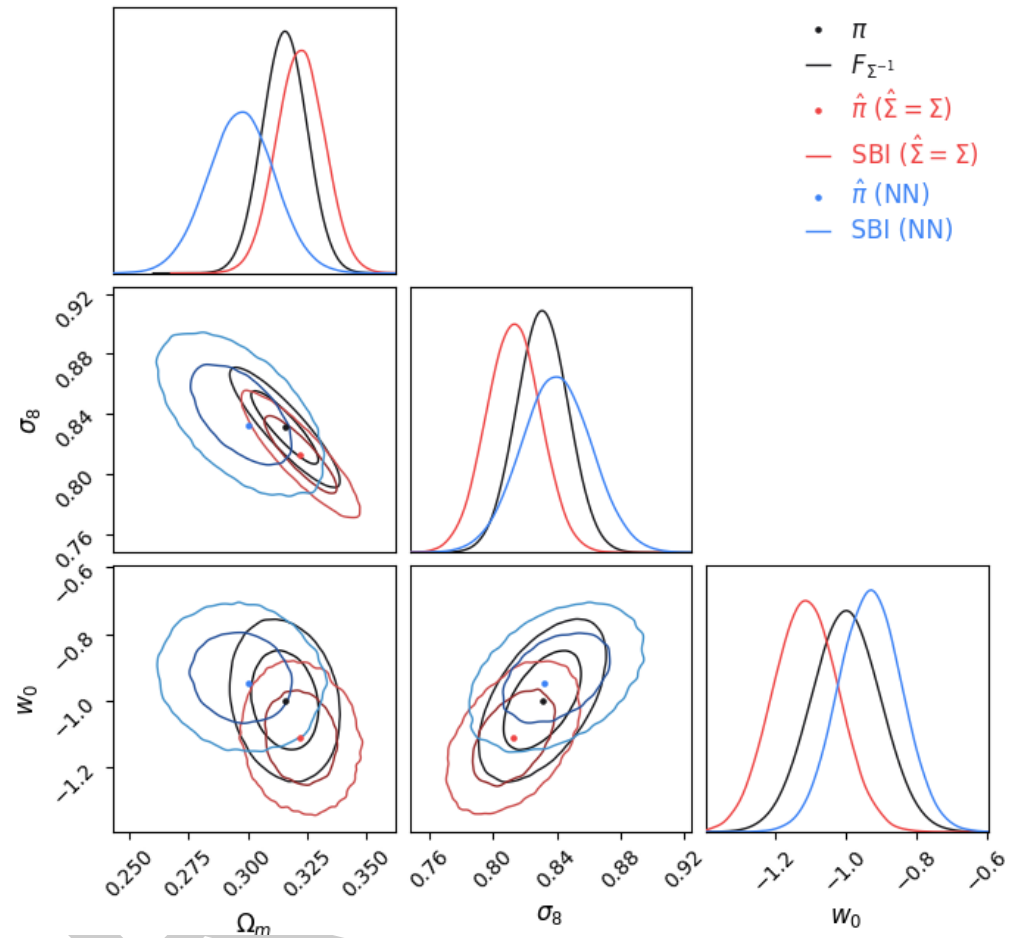 π
F_{Σ⁻¹}
π̂ (Σ̂ = Σ)
SBI (Σ̂ = Σ)
π̂ (NN)
SBI (NN)
0.92
0.88
0.84
0.80
0.76
σ₈
−0.6
−0.8
−1.0
−1.2
w₀
0.250 0.275 0.300 0.325 0.350
0.76 0.80 0.84 0.88 0.92
−1.2 −1.0 −0.8 −0.6
Ωₘ σ₈ w₀